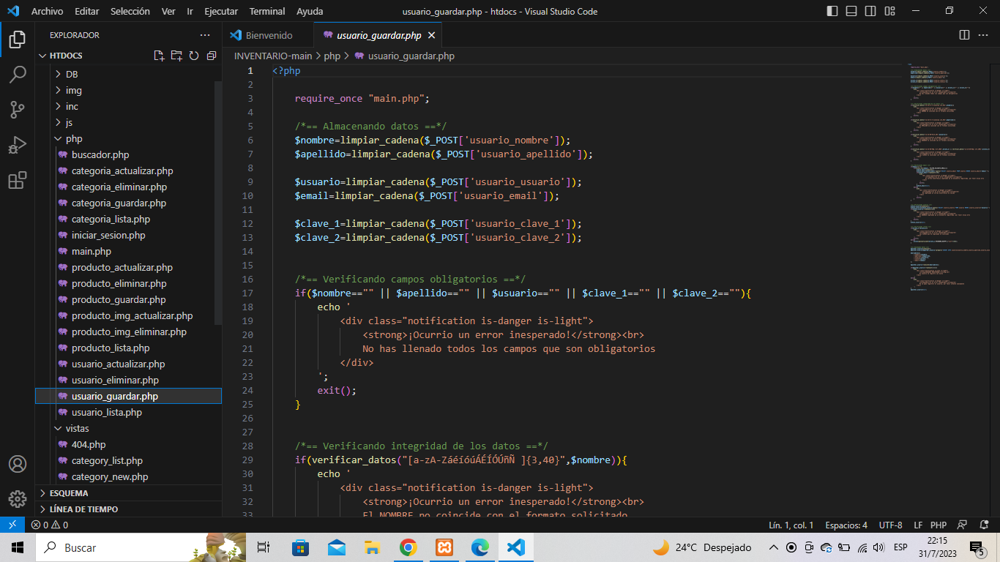 Archivo Editar Selección Ver Ir Ejecutar Terminal Ayuda
usuario_guardar.php - htdocs - Visual Studio Code
EXPLORADOR
HTDOCS
DB
img
inc
js
php
buscador.php
categoria_actualizar.php
categoria_eliminar.php
categoria_guardar.php
categoria_lista.php
iniciar_sesion.php
main.php
producto_actualizar.php
producto_eliminar.php
producto_guardar.php
producto_img_actualizar.php
producto_img_eliminar.php
producto_lista.php
usuario_actualizar.php
usuario_eliminar.php
usuario_guardar.php
usuario_lista.php
vistas
404.php
category_list.php
category_new.php
ESQUEMA
LÍNEA DE TIEMPO
Bienvenido
usuario_guardar.php
INVENTARIO-main > php > usuario_guardar.php
1 <?php
2
3 require_once "main.php";
4
5 /*== Almacenando datos ==*/
6 $nombre=limpiar_cadena($_POST['usuario_nombre']);
7 $apellido=limpiar_cadena($_POST['usuario_apellido']);
8
9 $usuario=limpiar_cadena($_POST['usuario_usuario']);
10 $email=limpiar_cadena($_POST['usuario_email']);
11
12 $clave_1=limpiar_cadena($_POST['usuario_clave_1']);
13 $clave_2=limpiar_cadena($_POST['usuario_clave_2']);
14
15
16 /*== Verificando campos obligatorios ==*/
17 if($nombre=="" || $apellido=="" || $usuario=="" || $clave_1=="" || $clave_2==""){
18 echo '
19 <div class="notification is-danger is-light">
20 <strong>¡Ocurrio un error inesperado!</strong><br>
21 No has llenado todos los campos que son obligatorios
22 </div>
23 ';
24 exit();
25 }
26
27
28 /*== Verificando integridad de los datos ==*/
29 if(verificar_datos("[a-zA-ZáéíóúÁÉÍÓÚñÑ ]{3,40}",$nombre)){
30 echo '
31 <div class="notification is-danger is-light">
32 <strong>¡Ocurrio un error inesperado!</strong><br>
33 El NOMBRE no coincide con el formato solicitado
0 0
Lín. 1, col. 1 Espacios: 4 UTF-8 LF PHP
Buscar
24°C Despejado
ESP
22:15
31/7/2023
5